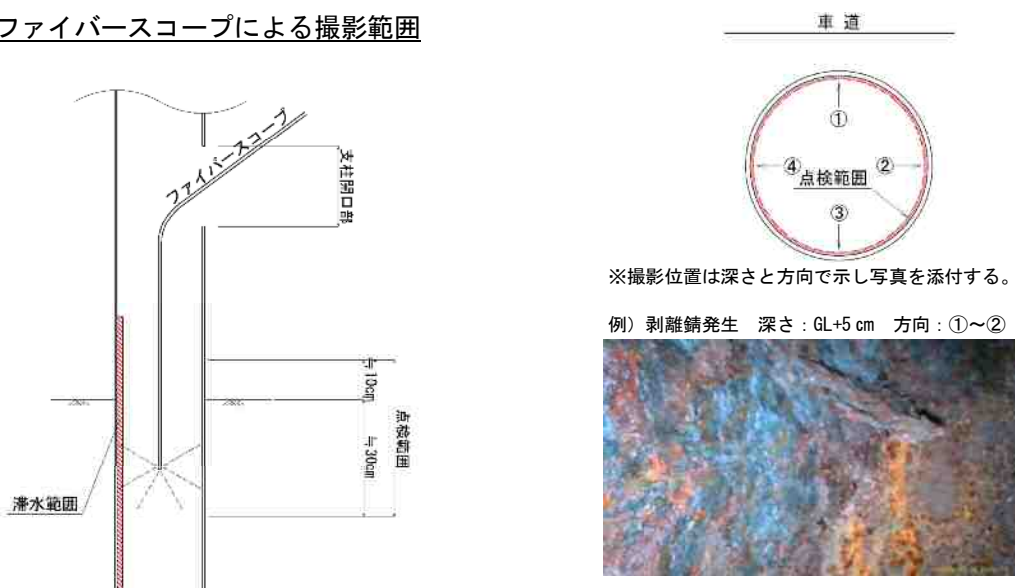 ファイバースコープによる撮影範囲
ファイバースコープ
支柱開口部
≒10cm
≒30cm
点検範囲
滞水範囲
車 道
①
④ ②
点検範囲
③
※撮影位置は深さと方向で示し写真を添付する。
例）剥離錆発生　深さ：GL+5 cm　方向：①～②